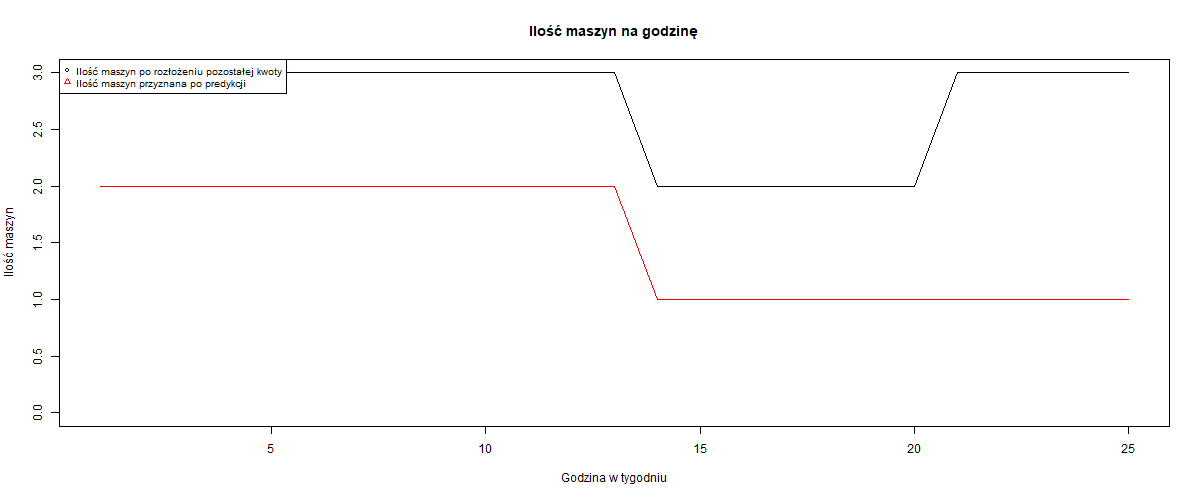 Ilość maszyn na godzinę
Ilość maszyn po rozłożeniu pozostałej kwoty
Ilość maszyn przyznana po predykcji
Ilość maszyn
3.0
2.5
2.0
1.5
1.0
0.5
0.0
5 10 15 20 25
Godzina w tygodniu